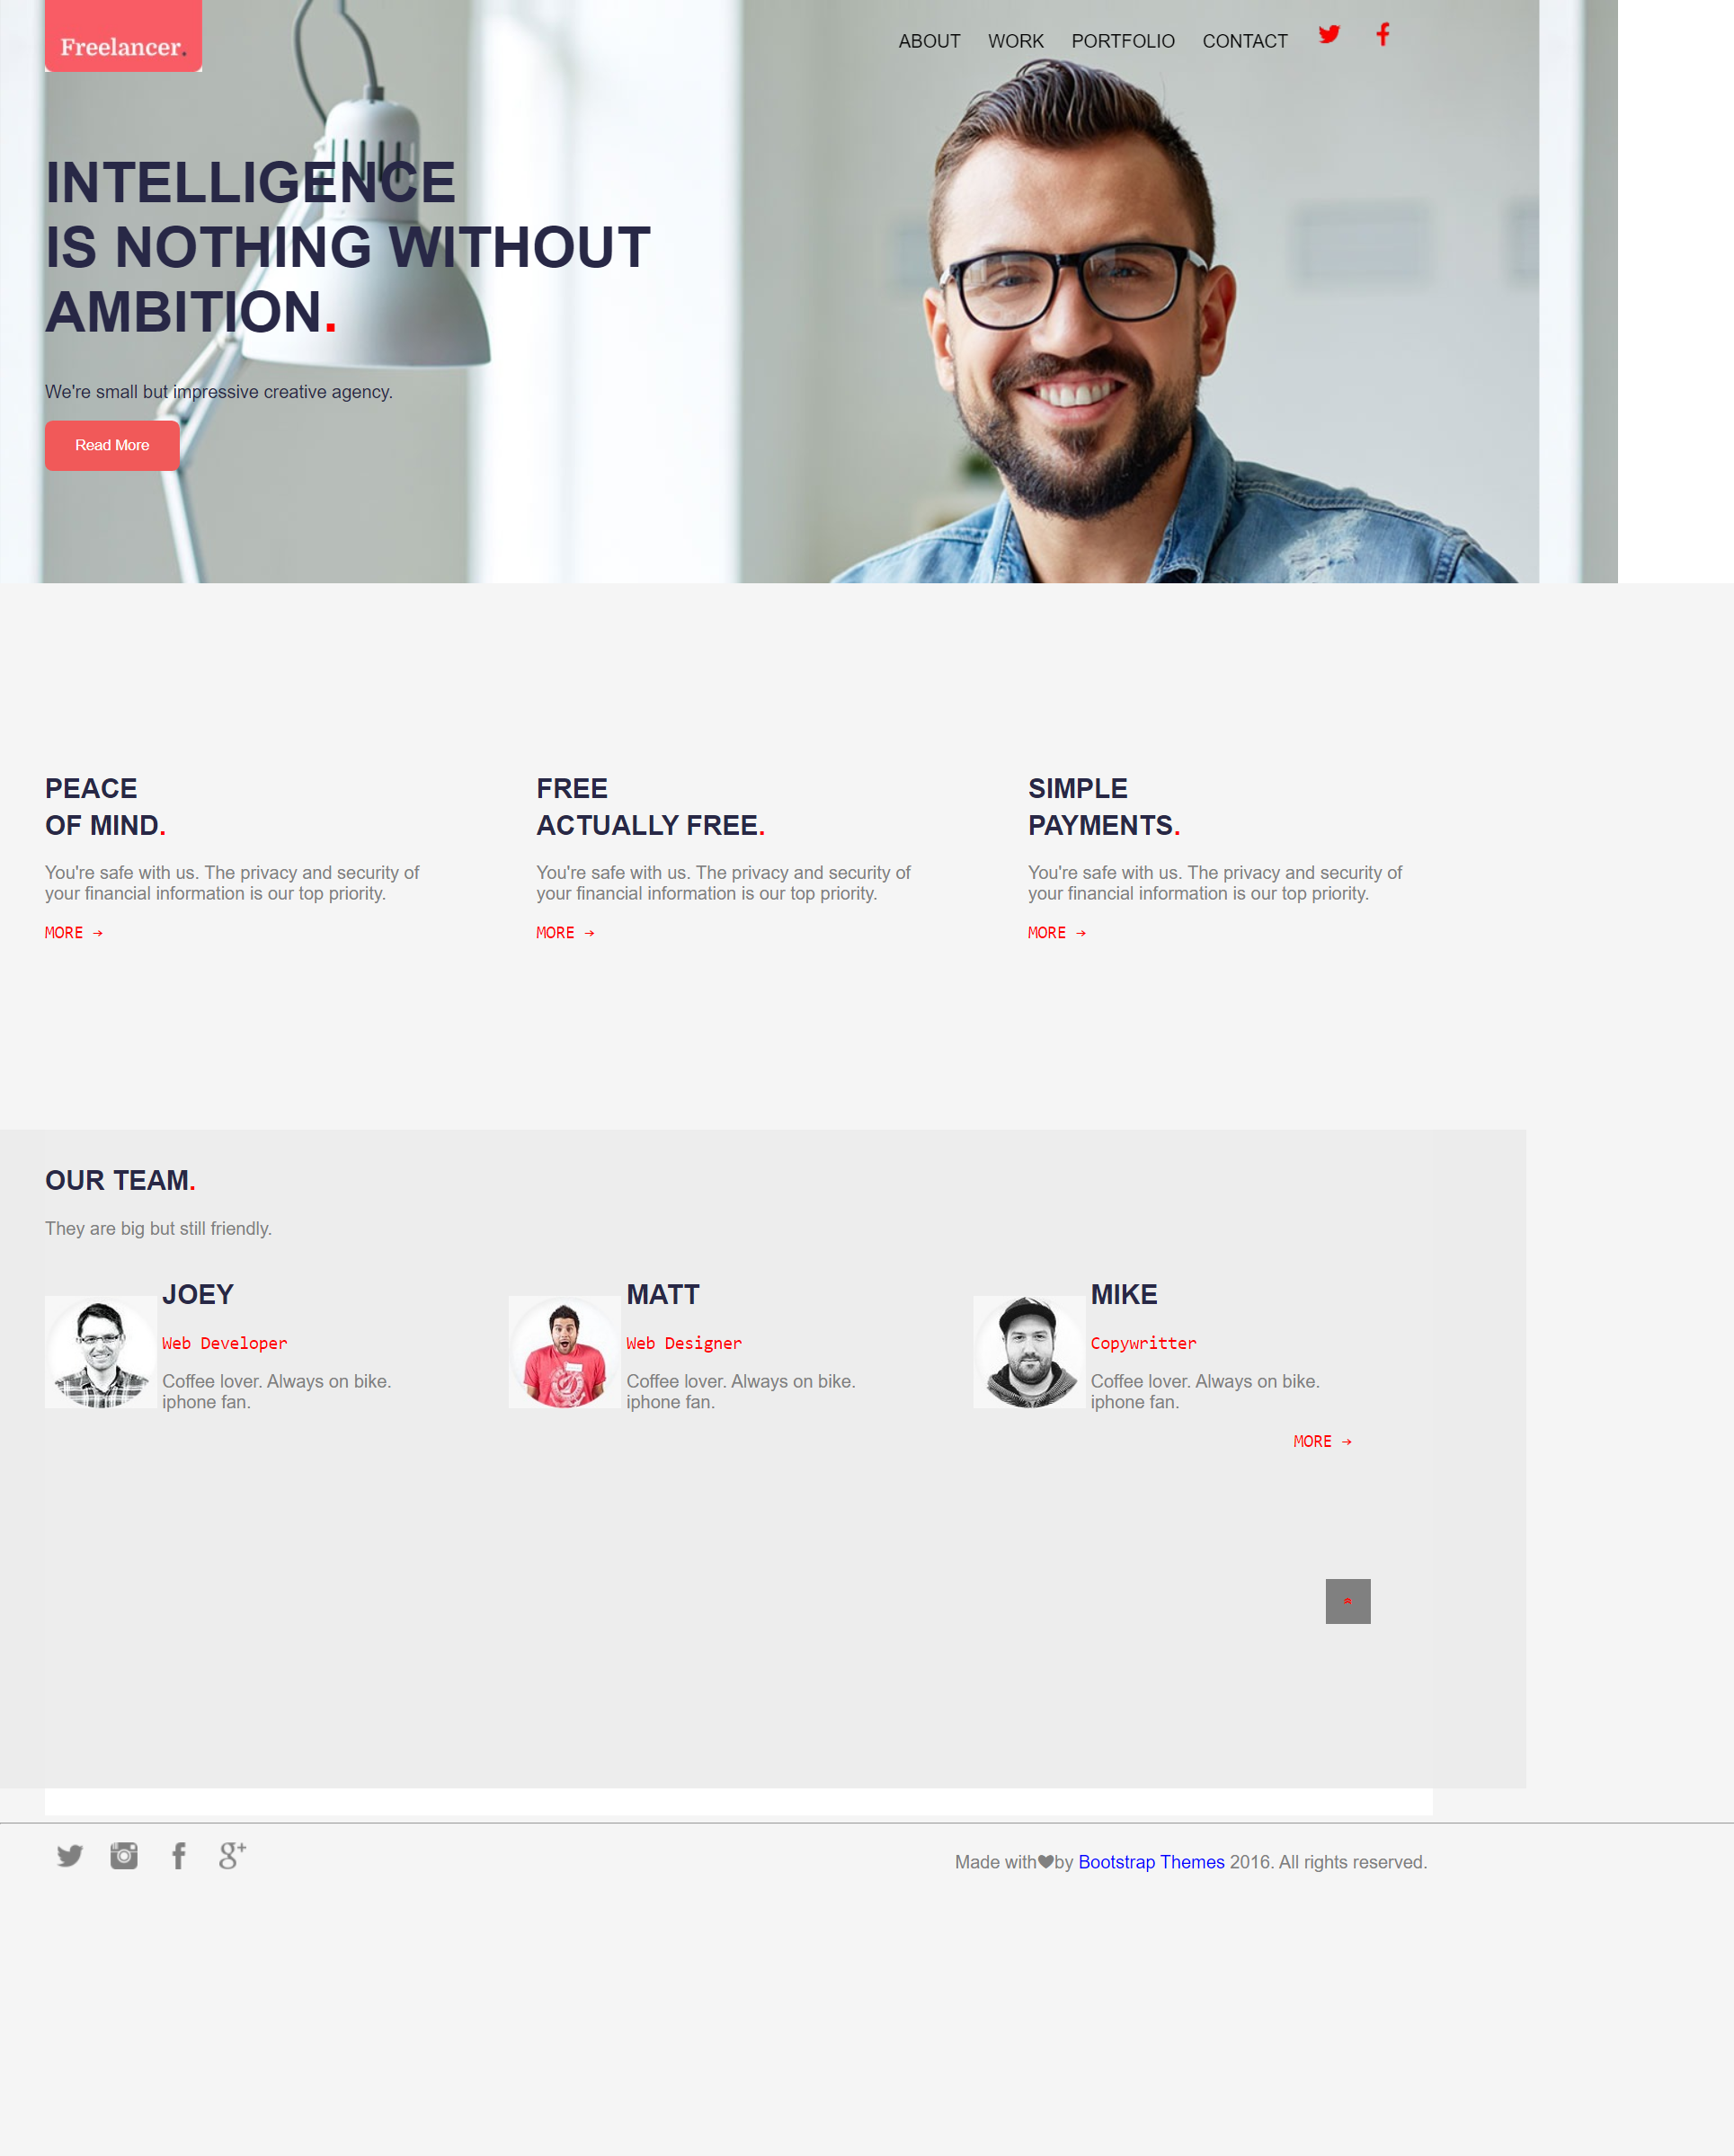 Freelancer.
ABOUT WORK PORTFOLIO CONTACT
INTELLIGENCE
IS NOTHING WITHOUT
AMBITION.
We're small but impressive creative agency.
Read More
PEACE
OF MIND.
You're safe with us. The privacy and security of
your financial information is our top priority.
MORE →
FREE
ACTUALLY FREE.
You're safe with us. The privacy and security of
your financial information is our top priority.
MORE →
SIMPLE
PAYMENTS.
You're safe with us. The privacy and security of
your financial information is our top priority.
MORE →
OUR TEAM.
They are big but still friendly.
JOEY
Web Developer
Coffee lover. Always on bike.
iphone fan.
MATT
Web Designer
Coffee lover. Always on bike.
iphone fan.
MIKE
Copywritter
Coffee lover. Always on bike.
iphone fan.
MORE →
Made with♥by Bootstrap Themes 2016. All rights reserved.